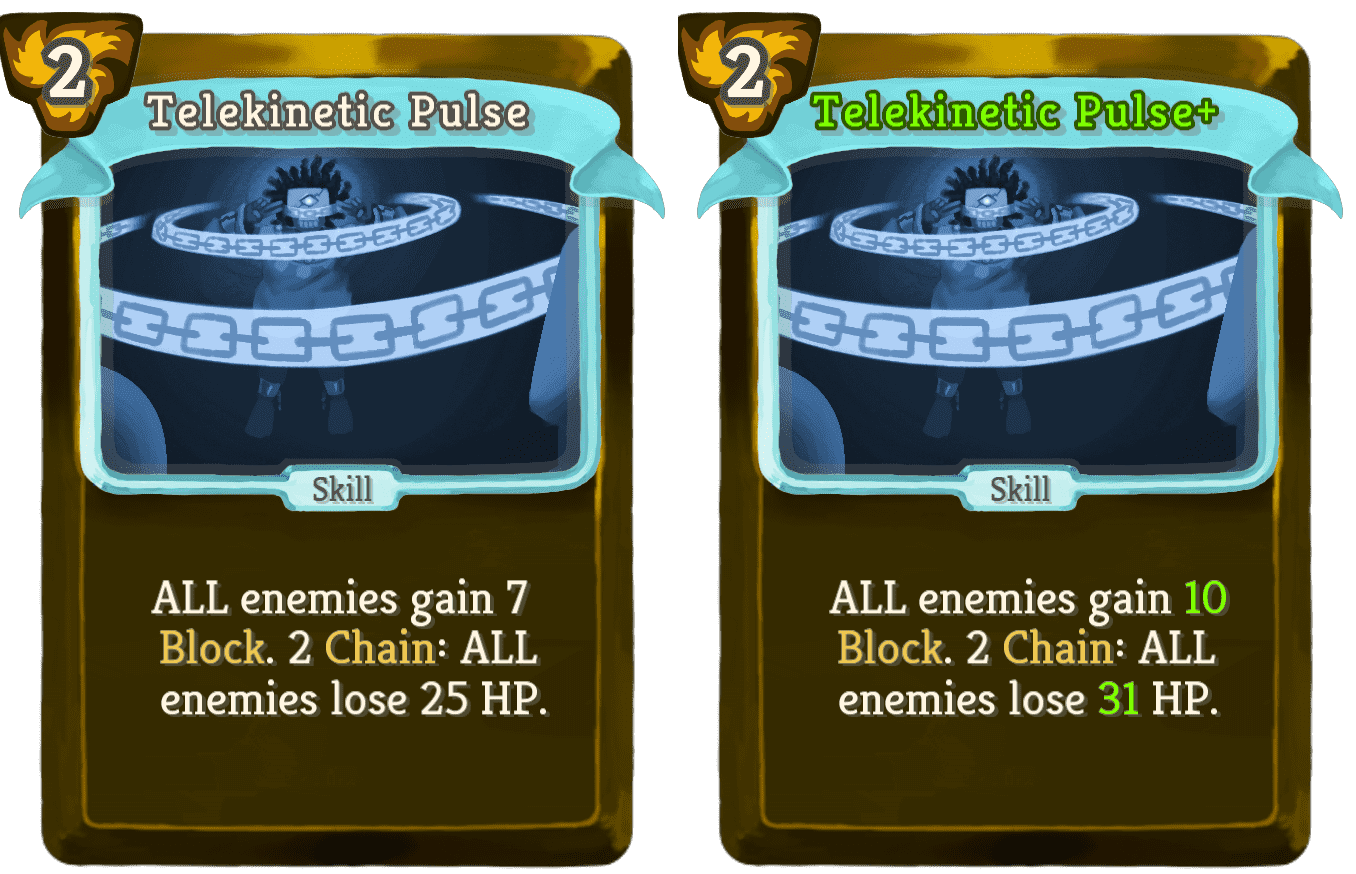 2
Telekinetic Pulse
Skill
ALL enemies gain 7
Block. 2 Chain: ALL
enemies lose 25 HP.
2
Telekinetic Pulse+
Skill
ALL enemies gain 10
Block. 2 Chain: ALL
enemies lose 31 HP.